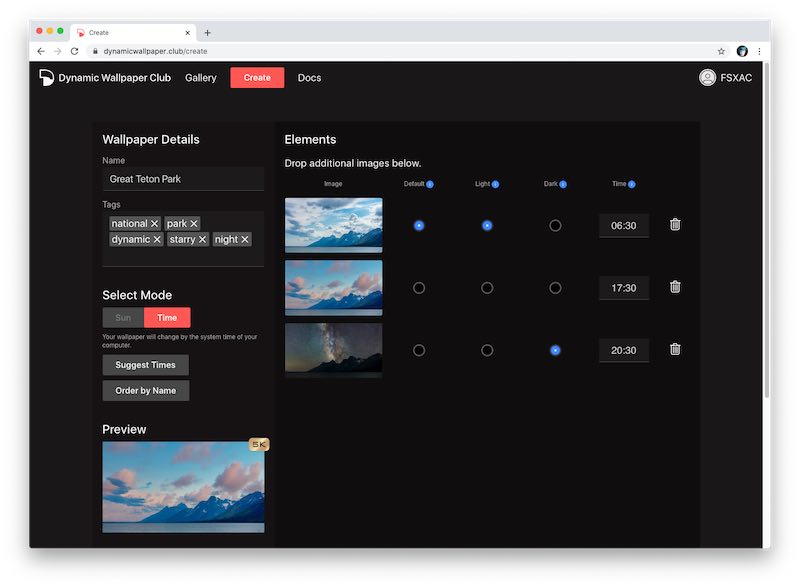 Create
dynamicwallpaper.club/create
Dynamic Wallpaper Club Gallery Create Docs FSXAC
Wallpaper Details
Name
Great Teton Park
Tags
national park
dynamic starry night
Select Mode
Sun Time
Your wallpaper will change by the system time of your
computer.
Suggest Times
Order by Name
Preview
5K
Elements
Drop additional images below.
Image Default Light Dark Time
06:30
17:30
20:30